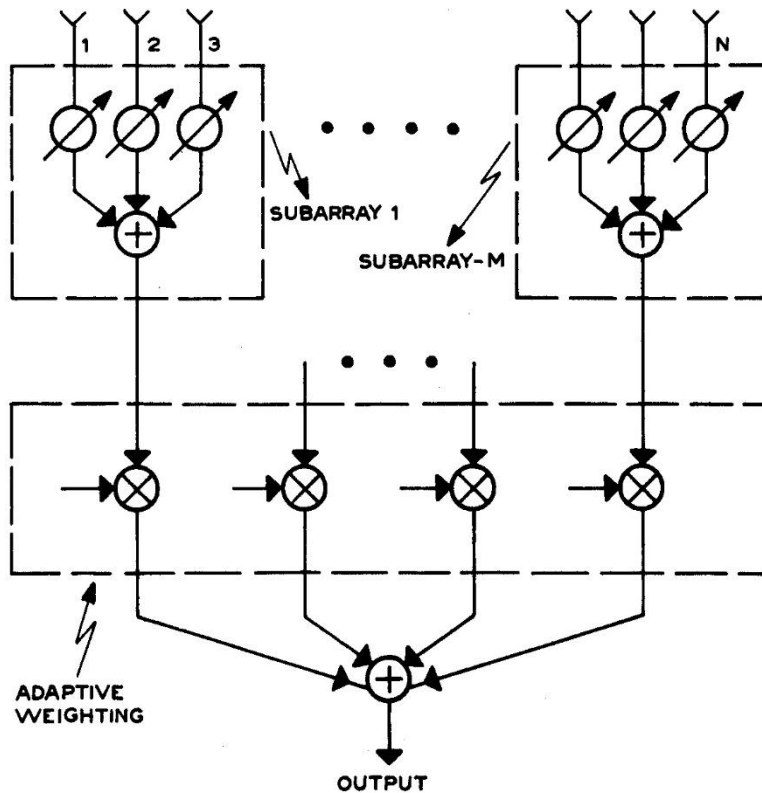 1 2 3 N
SUBARRAY 1
SUBARRAY-M
ADAPTIVE
WEIGHTING
OUTPUT